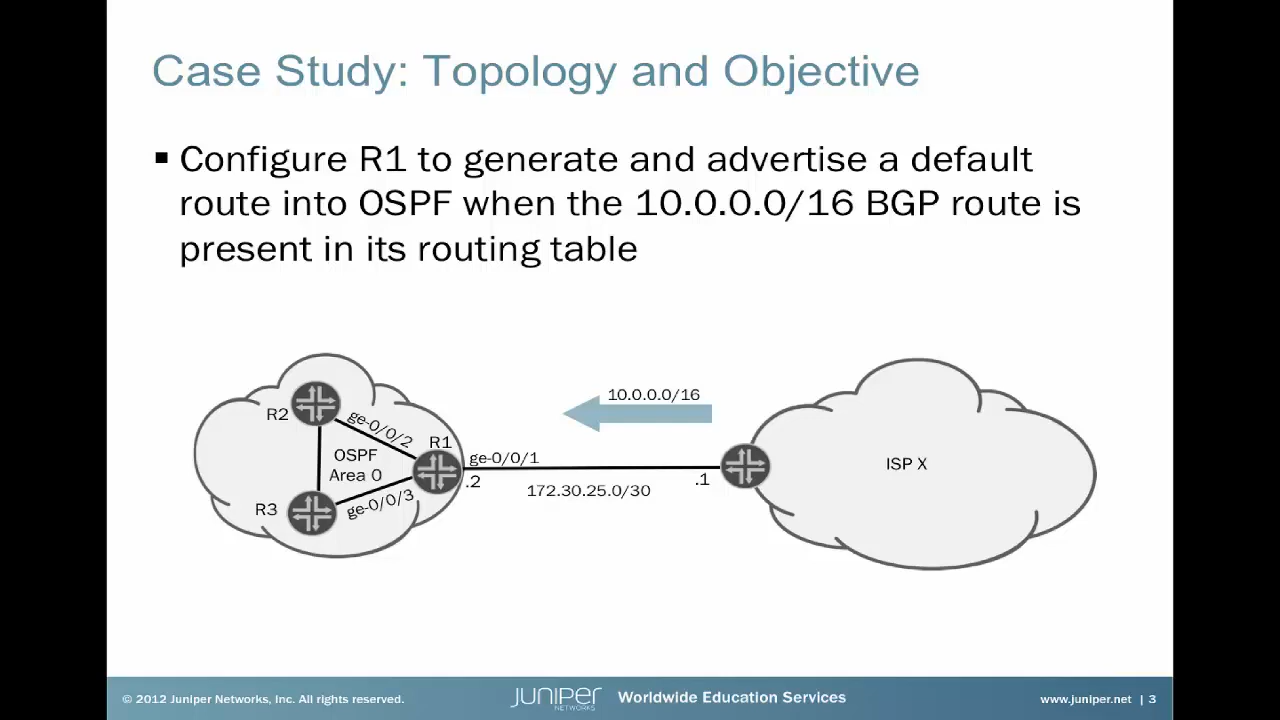 Case Study: Topology and Objective
▪ Configure R1 to generate and advertise a default
route into OSPF when the 10.0.0.0/16 BGP route is
present in its routing table
10.0.0.0/16
R2
ge-0/0/2
R1
OSPF
Area 0
ge-0/0/1
ISP X
.2
172.30.25.0/30
.1
R3
ge-0/0/3
© 2012 Juniper Networks, Inc. All rights reserved.
JUNIPER
NETWORKS
Worldwide Education Services
www.juniper.net | 3